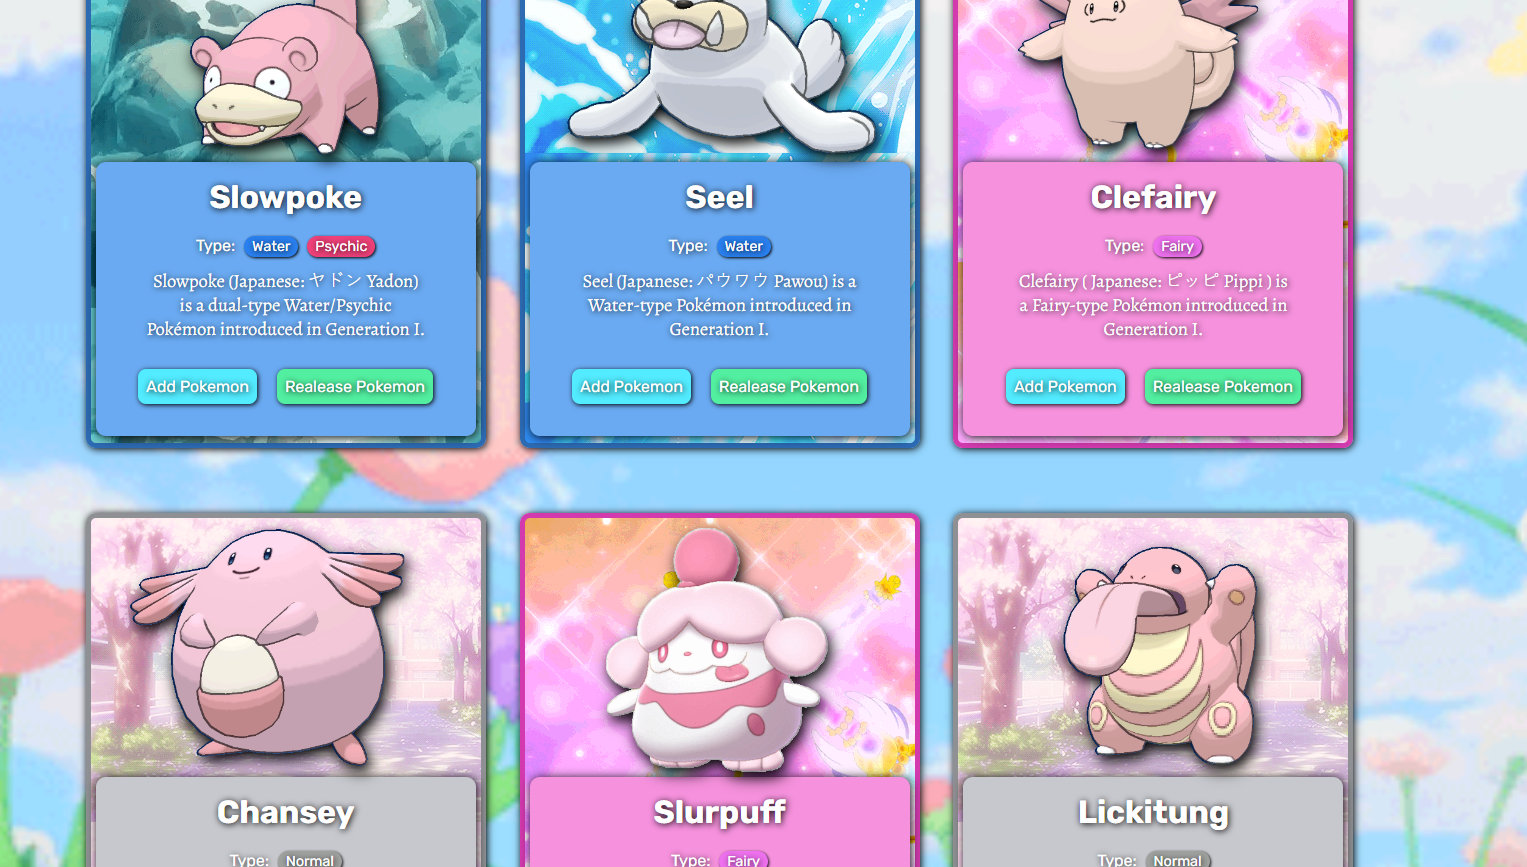 Slowpoke
Type: Water Psychic
Slowpoke (Japanese: ヤドン Yadon)
is a dual-type Water/Psychic
Pokémon introduced in Generation I.
Add Pokemon Realease Pokemon
Seel
Type: Water
Seel (Japanese: パウワウ Pawou) is a
Water-type Pokémon introduced in
Generation I.
Add Pokemon Realease Pokemon
Clefairy
Type: Fairy
Clefairy ( Japanese: ピッピ Pippi ) is
a Fairy-type Pokémon introduced in
Generation I.
Add Pokemon Realease Pokemon
Chansey
Type: Normal
Slurpuff
Type: Fairy
Lickitung
Type: Normal